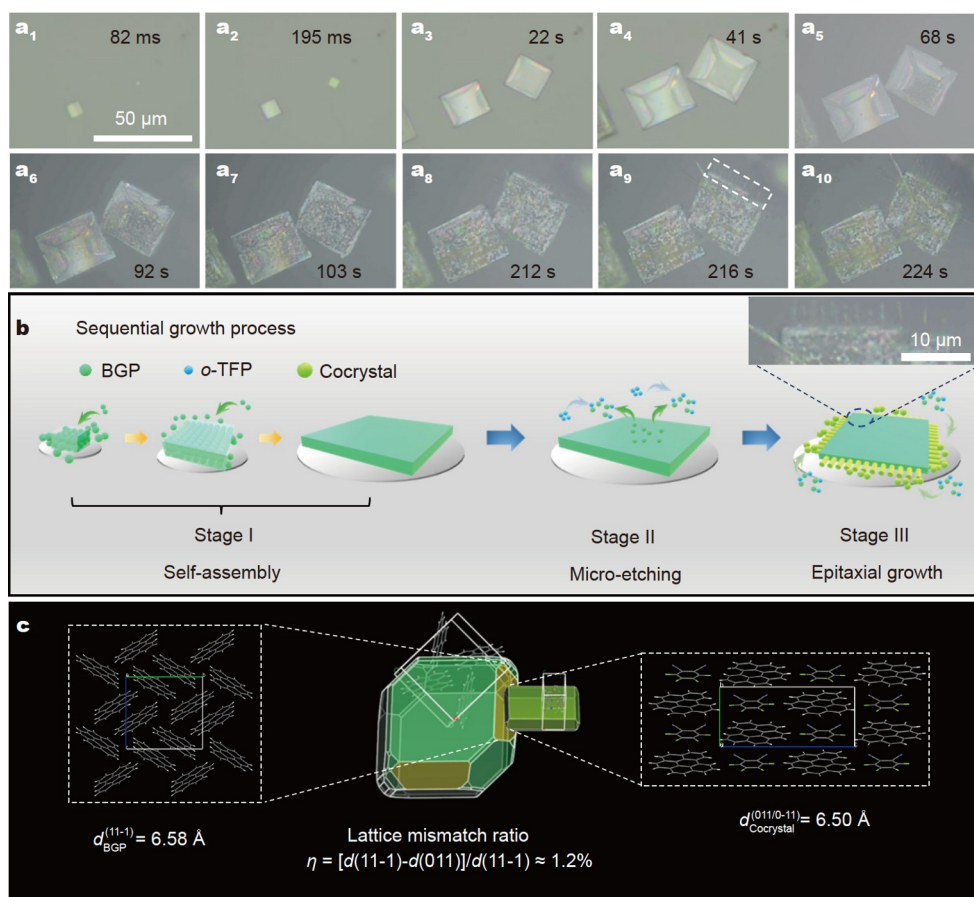 a1 82 ms
a2 195 ms
a3 22 s
a4 41 s
a5 68 s
50 µm
a6 92 s
a7 103 s
a8 212 s
a9 216 s
a10 224 s
b Sequential growth process
BGP o-TFP Cocrystal
10 µm
Stage I Stage II Stage III
Self-assembly Micro-etching Epitaxial growth
c
d BGP (11-1) = 6.58 Å
d Cocrystal (011/0-11) = 6.50 Å
Lattice mismatch ratio
η = [d(11-1)-d(011)]/d(11-1) ≈ 1.2%